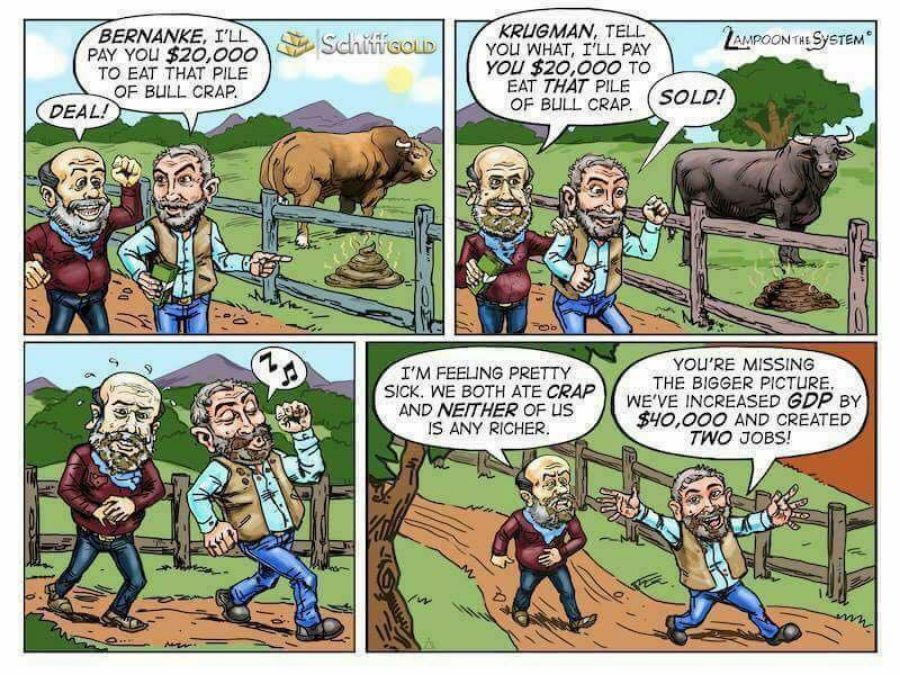 BERNANKE, I'LL
PAY YOU $20,000
TO EAT THAT PILE
OF BULL CRAP.
DEAL!
SchiffGOLD
KRUGMAN, TELL
YOU WHAT, I'LL PAY
YOU $20,000 TO
EAT THAT PILE
OF BULL CRAP.
SOLD!
LAMPOON THE SYSTEM
I'M FEELING PRETTY
SICK. WE BOTH ATE CRAP
AND NEITHER OF US
IS ANY RICHER.
YOU'RE MISSING
THE BIGGER PICTURE.
WE'VE INCREASED GDP BY
$40,000 AND CREATED
TWO JOBS!